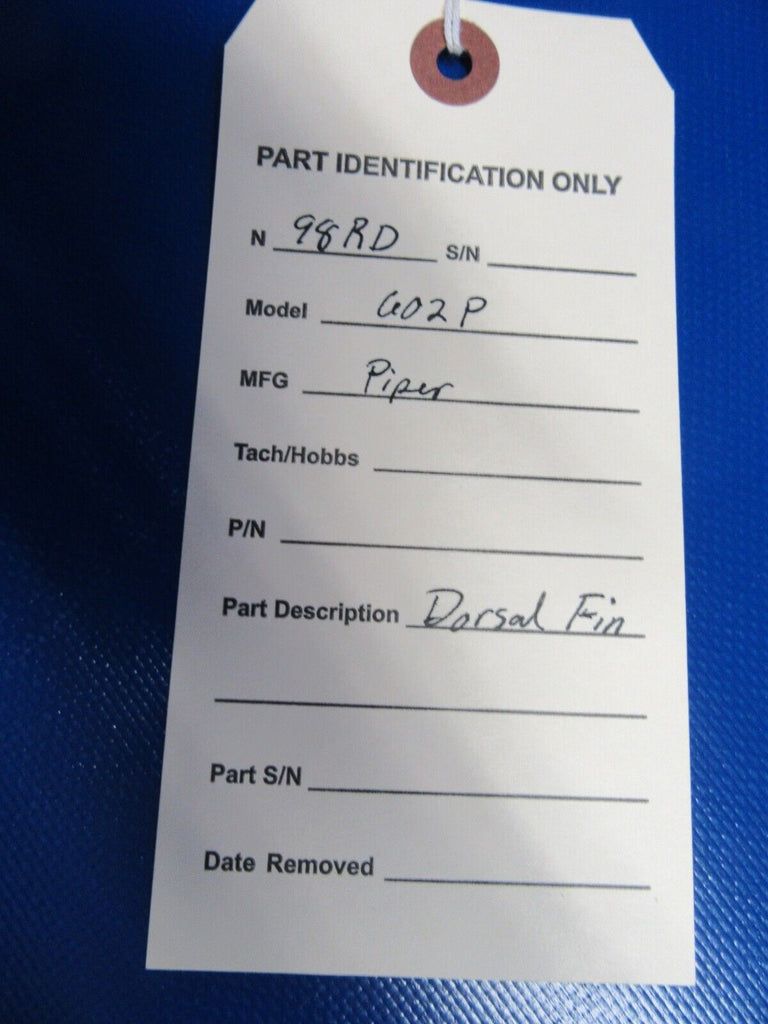 PART IDENTIFICATION ONLY
N 98RD S/N
Model 602P
MFG Piper
Tach/Hobbs
P/N
Part Description Dorsal Fin
Part S/N
Date Removed